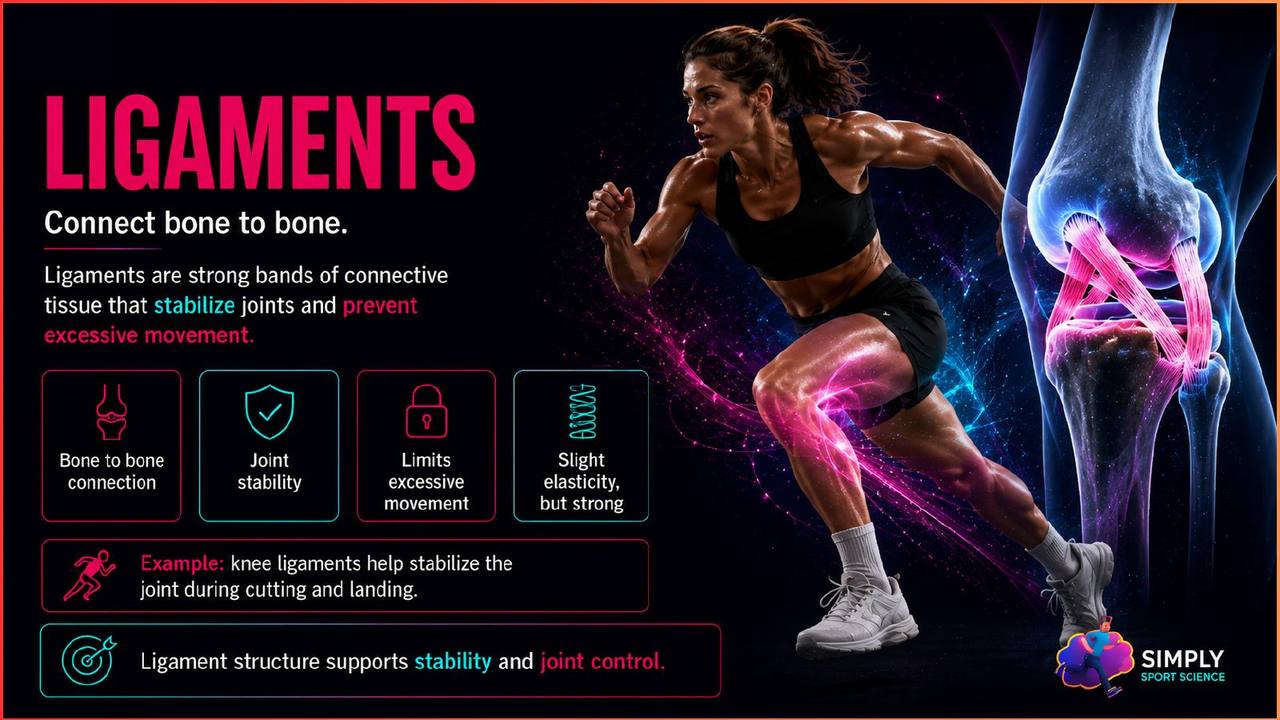 LIGAMENTS
Connect bone to bone.
Ligaments are strong bands of connective
tissue that stabilize joints and prevent
excessive movement.
Bone to bone
connection
Joint
stability
Limits
excessive
movement
Slight
elasticity,
but strong
Example: knee ligaments help stabilize the
joint during cutting and landing.
Ligament structure supports stability and joint control.
SIMPLY
SPORT SCIENCE